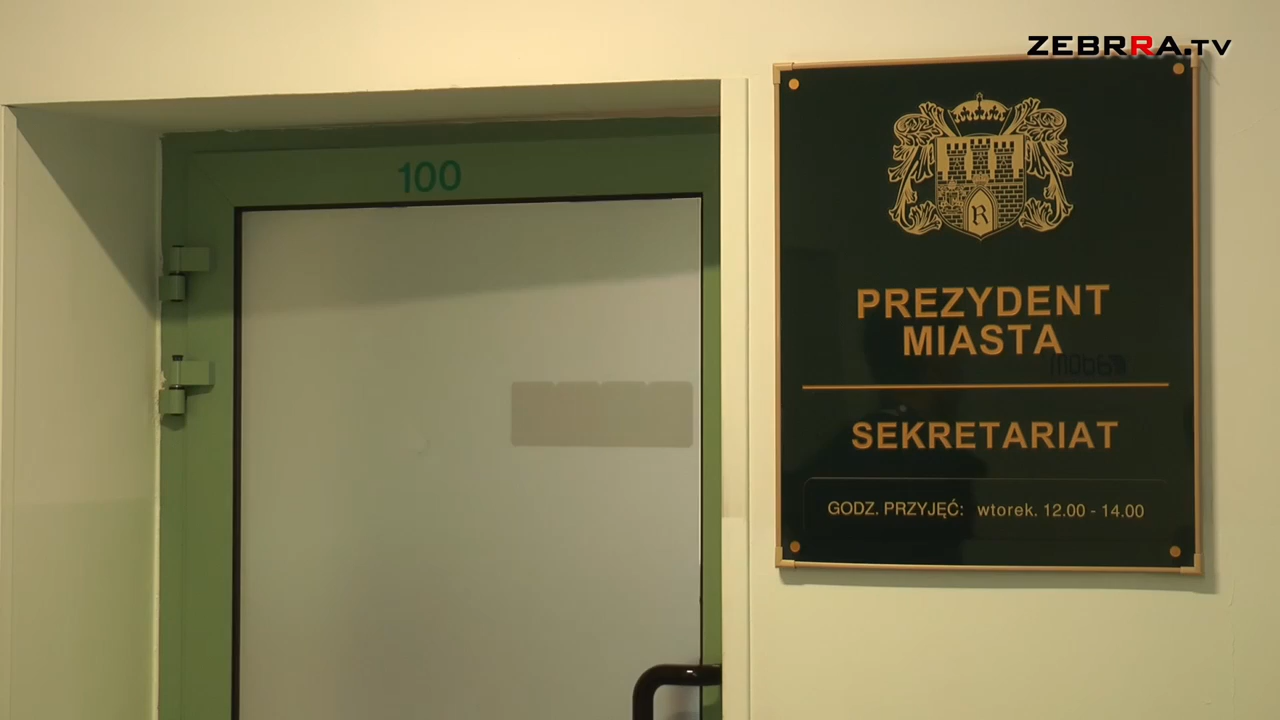 ZEBRRA.TV
100
R
PREZYDENT
MIASTA
SEKRETARIAT
GODZ. PRZYJĘĆ: wtorek. 12.00 - 14.00